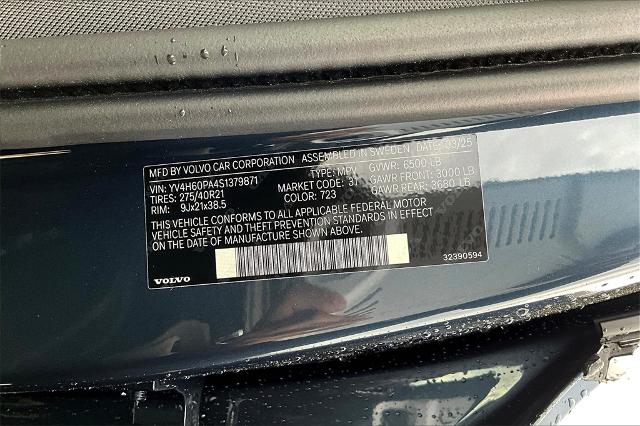 MFD BY VOLVO CAR CORPORATION ASSEMBLED IN SWEDEN DATE: 03/25
VIN: YV4H60PA4S1379871 TYPE: MPV GVWR: 6500 LB
TIRES: 275/40R21 MARKET CODE: 31 GAWR FRONT: 3000 LB
RIM: 9Jx21x38.5 COLOR: 723 GAWR REAR: 3680 LB
THIS VEHICLE CONFORMS TO ALL APPLICABLE FEDERAL MOTOR
VEHICLE SAFETY AND THEFT PREVENTION STANDARDS IN EFFECT
ON THE DATE OF MANUFACTURE SHOWN ABOVE.
VOLVO 32390594